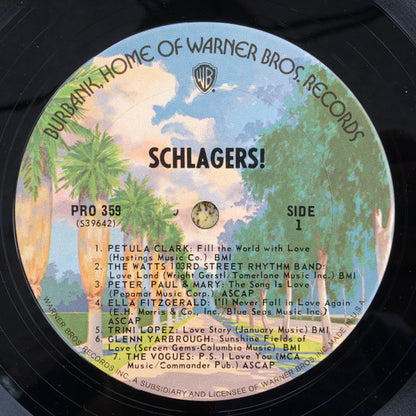 BURBANK, HOME OF WARNER BROS. RECORDS
WB
SCHLAGERS!
PRO 359
(S39642)
J
SIDE
1
1. PETULA CLARK: Fill the World with Love
(Hastings Music Co.) BMI
2. THE WATTS 103RD STREET RHYTHM BAND:
Love Land (Wright Gerstl/Tamerlane Music Inc.) BMI
3. PETER, PAUL & MARY: The Song Is Love
(Pepamar Music Corp.) ASCAP
4. ELLA FITZGERALD: I'll Never Fall in Love Again
(E.H. Morris & Co., Inc./Blue Seas Music Inc.)
ASCAP
5. TRINI LOPEZ: Love Story (January Music) BMI
6. GLENN YARBROUGH: Sunshine Fields of
Love (Screen Gems-Columbia Music) BMI
7. THE VOGUES: P.S. I Love You (MCA
Music/Commander Pub.) ASCAP
WARNER BROS. RECORDS INC., A SUBSIDIARY AND LICENSEE OF WARNER BROS. INC. MADE IN U.S.A.